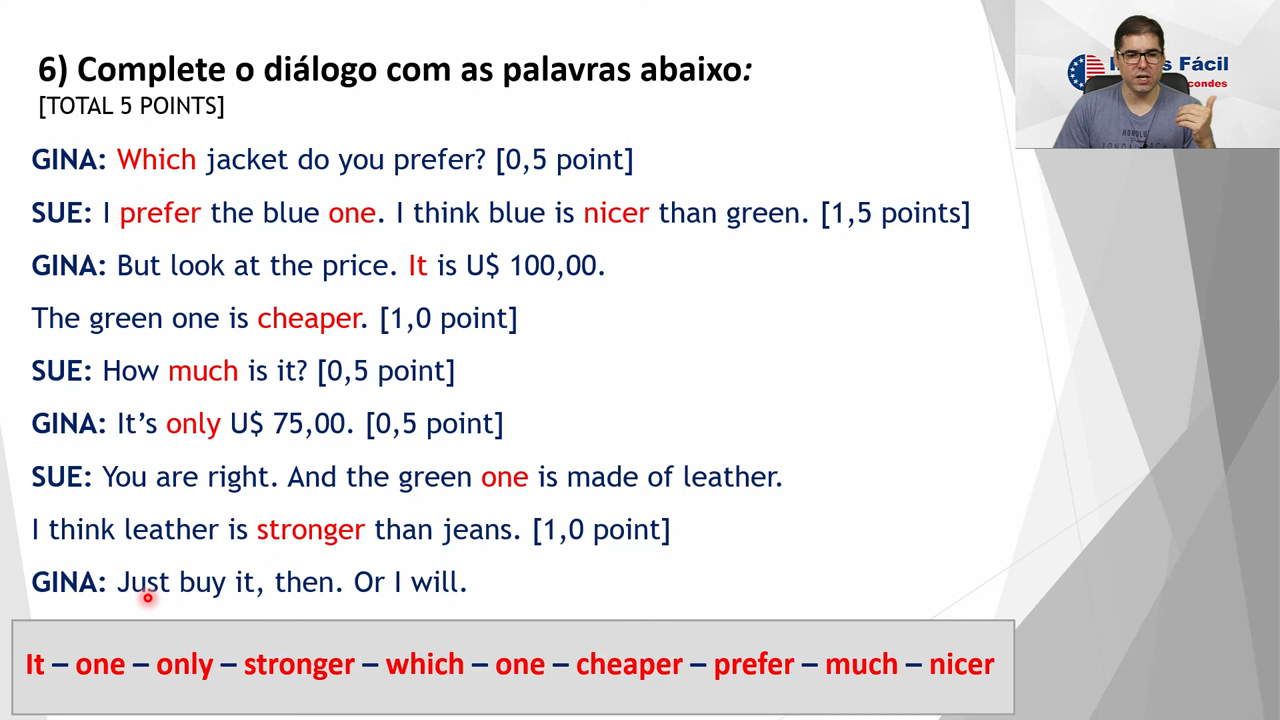 6) Complete o diálogo com as palavras abaixo:
[TOTAL 5 POINTS]
GINA: Which jacket do you prefer? [0,5 point]
SUE: I prefer the blue one. I think blue is nicer than green. [1,5 points]
GINA: But look at the price. It is U$ 100,00.
The green one is cheaper. [1,0 point]
SUE: How much is it? [0,5 point]
GINA: It’s only U$ 75,00. [0,5 point]
SUE: You are right. And the green one is made of leather.
I think leather is stronger than jeans. [1,0 point]
GINA: Just buy it, then. Or I will.
It – one – only – stronger – which – one – cheaper – prefer – much – nicer
Fácil
HONOLU